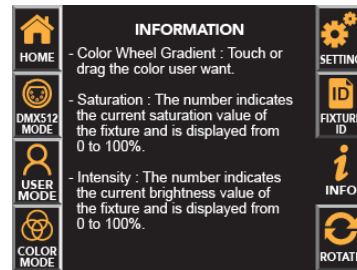 HOME
DMX512
MODE
USER
MODE
COLOR
MODE
INFORMATION
- Color Wheel Gradient : Touch or
drag the color user want.
- Saturation : The number indicates
the current saturation value of
the fixture and is displayed from
0 to 100%.
- Intensity : The number indicates
the current brightness value of
the fixture and is displayed from
0 to 100%.
SETTING
ID
FIXTURE
ID
i
INFO
ROTATE